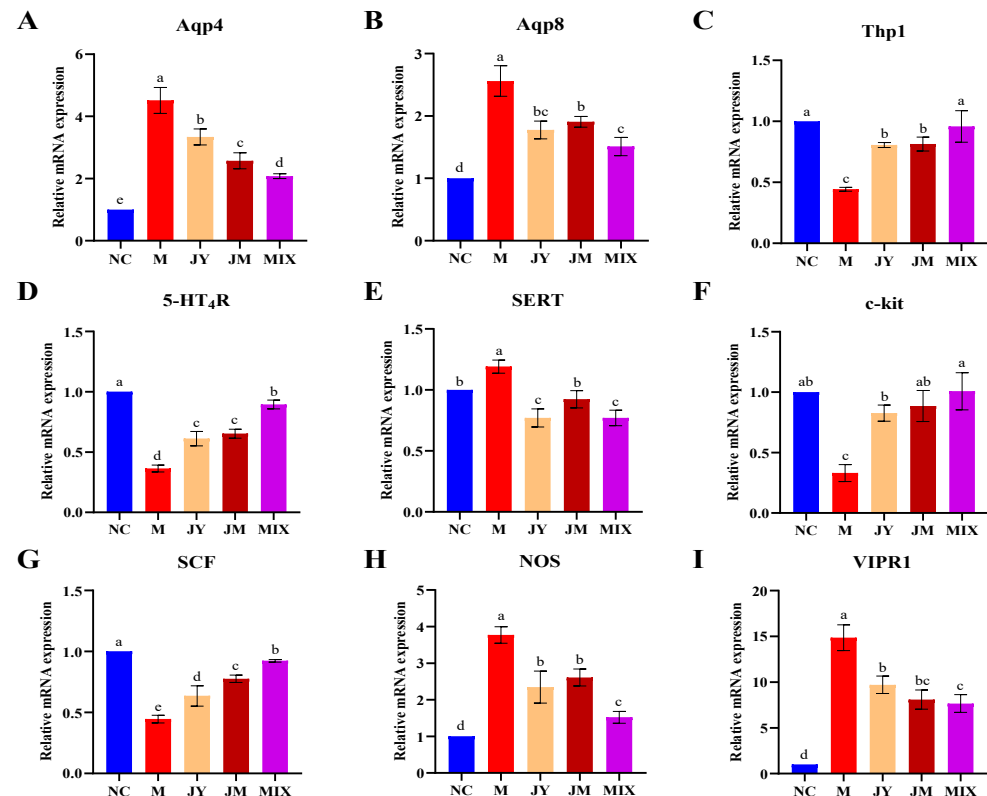 A
Aqp4
Relative mRNA expression
6
4
2
0
e
a
b
c
d
NC M JY JM MIX
B
Aqp8
Relative mRNA expression
3
2
1
0
d
a
bc
b
c
NC M JY JM MIX
C
Thp1
Relative mRNA expression
1.5
1.0
0.5
0.0
a
c
b
b
a
NC M JY JM MIX
D
5-HT₄R
Relative mRNA expression
1.5
1.0
0.5
0.0
a
d
c
c
b
NC M JY JM MIX
E
SERT
Relative mRNA expression
1.5
1.0
0.5
0.0
b
a
c
b
c
NC M JY JM MIX
F
c-kit
Relative mRNA expression
1.5
1.0
0.5
0.0
ab
c
b
ab
a
NC M JY JM MIX
G
SCF
Relative mRNA expression
1.5
1.0
0.5
0.0
a
e
d
c
b
NC M JY JM MIX
H
NOS
Relative mRNA expression
5
4
3
2
1
0
d
a
b
b
c
NC M JY JM MIX
I
VIPR1
Relative mRNA expression
20
15
10
5
0
d
a
b
bc
c
NC M JY JM MIX